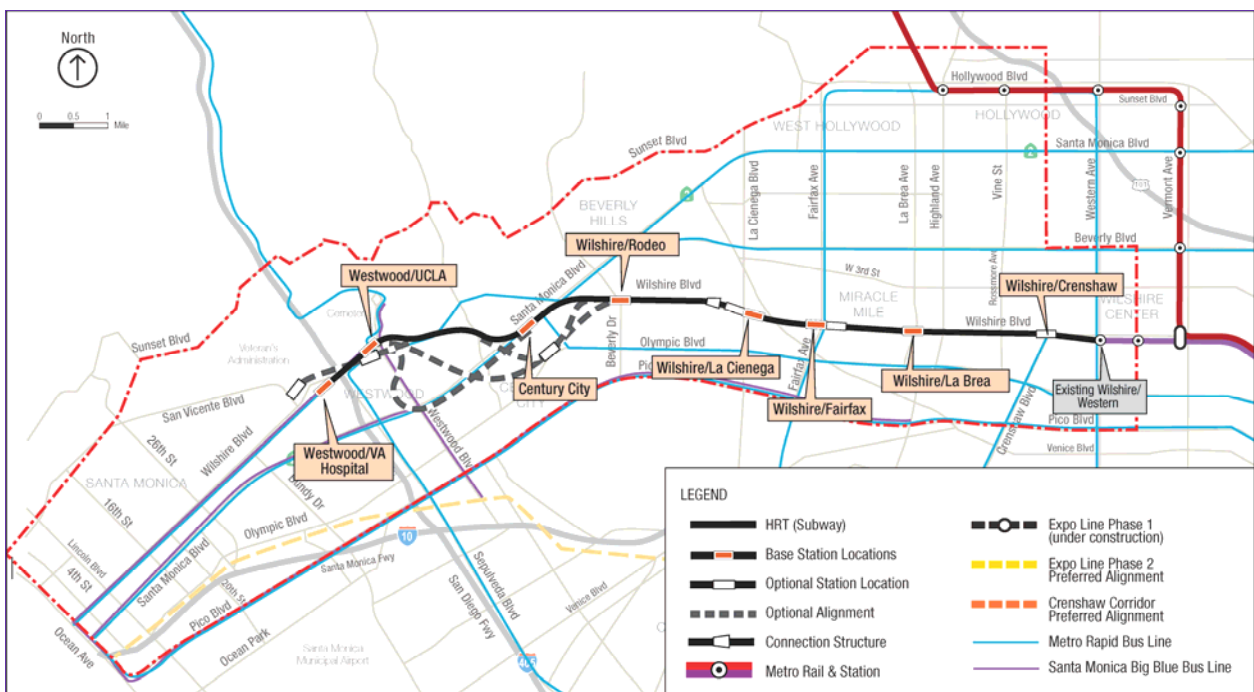 North
0
0.5
1
Mile
Hollywood Blvd
Sunset Blvd
HOLLYWOOD
WEST HOLLYWOOD
Santa Monica Blvd
2
101
Sunset Blvd
La Cienega Blvd
Fairfax Ave
La Brea Ave
Highland Ave
Vine St
Western Ave
Vermont Ave
BEVERLY HILLS
Beverly Blvd
Wilshire/Rodeo
W 3rd St
Rossmore Ave
Westwood/UCLA
Santa Monica Blvd
Wilshire Blvd
Wilshire/Crenshaw
MIRACLE MILE
WILSHIRE CENTER
Cemetery
Wilshire Blvd
Beverly Dr
Olympic Blvd
Veteran's Administration
Sunset Blvd
Wilshire/La Cienega
Fairfax Ave
Century City
Wilshire/La Brea
Existing Wilshire/
Western
WESTWOOD
San Vicente Blvd
Wilshire/Fairfax
Crenshaw Blvd
Pico Blvd
Westwood Blvd
Venice Blvd
26th St
Wilshire Blvd
Westwood/VA
Hospital
SANTA MONICA
Bundy Dr
16th St
Olympic Blvd
10
Lincoln Blvd
4th St
Santa Monica Blvd
20th St
Santa Monica Fwy
Sepulveda Blvd
San Diego Fwy
Venice Blvd
Pico Blvd
Ocean Ave
Ocean Park
Santa Monica
Municipal Airport
405
LEGEND
HRT (Subway)
Base Station Locations
Optional Station Location
Optional Alignment
Connection Structure
Metro Rail & Station
Expo Line Phase 1
(under construction)
Expo Line Phase 2
Preferred Alignment
Crenshaw Corridor
Preferred Alignment
Metro Rapid Bus Line
Santa Monica Big Blue Bus Line